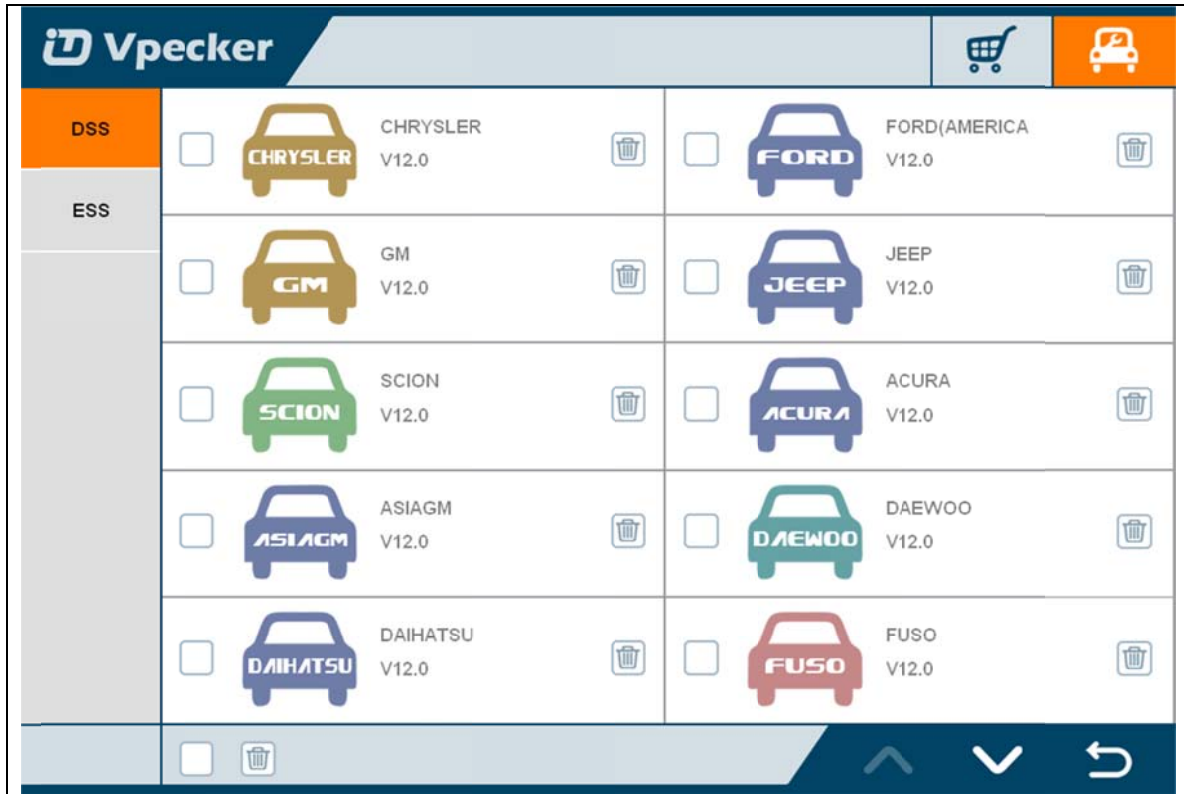 Vpecker
DSS
ESS
CHRYSLER
CHRYSLER
V12.0
FORD
FORD(AMERICA
V12.0
GM
GM
V12.0
JEEP
JEEP
V12.0
SCION
SCION
V12.0
ACURA
ACURA
V12.0
ASIAGM
ASIAGM
V12.0
DAEWOO
DAEWOO
V12.0
DAIHATSU
DAIHATSU
V12.0
FUSO
FUSO
V12.0